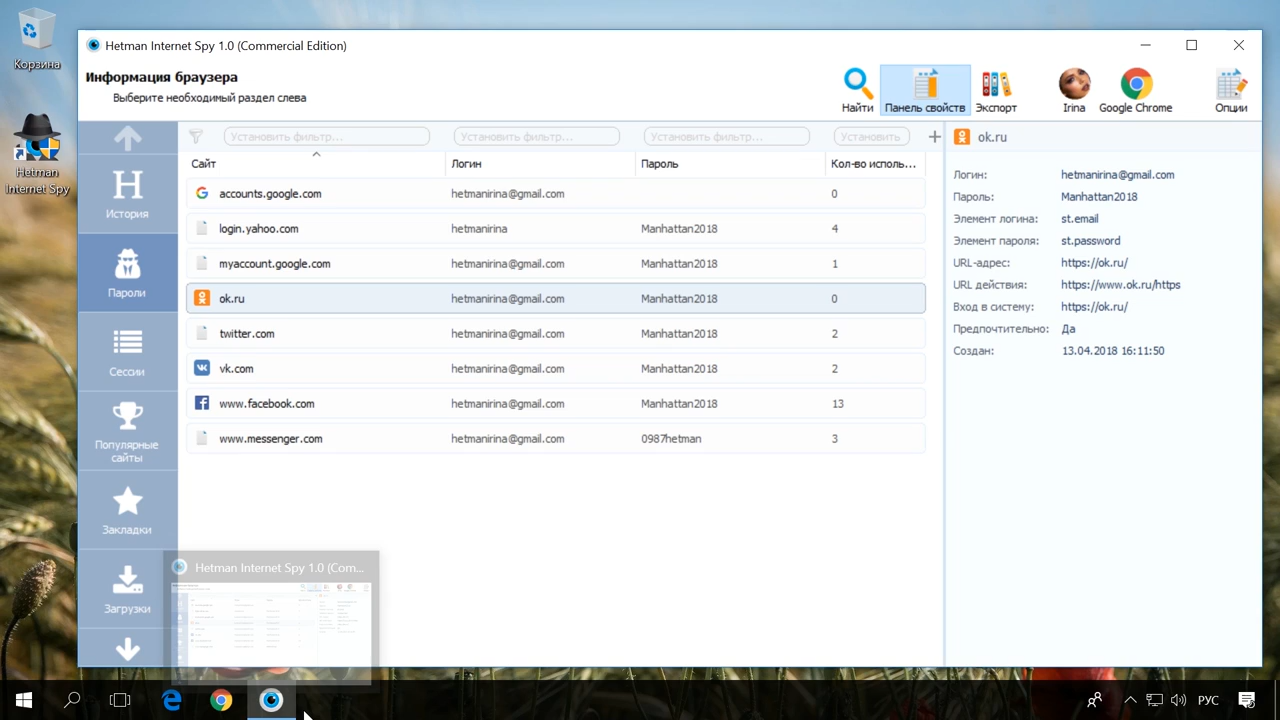 Корзина
Hetman
Internet Spy
Hetman Internet Spy 1.0 (Commercial Edition)
Информация браузера
Выберите необходимый раздел слева
Найти
Панель свойств
Экспорт
Irina
Google Chrome
Опции
История
Пароли
Сессии
Популярные
сайты
Закладки
Загрузки
Установить фильтр... Установить фильтр... Установить фильтр... Установить
Сайт Логин Пароль Кол-во исполь...
accounts.google.com hetmanirina@gmail.com 0
login.yahoo.com hetmanirina Manhattan2018 4
myaccount.google.com hetmanirina@gmail.com Manhattan2018 1
ok.ru hetmanirina@gmail.com Manhattan2018 0
twitter.com hetmanirina@gmail.com Manhattan2018 2
vk.com hetmanirina@gmail.com Manhattan2018 2
www.facebook.com hetmanirina@gmail.com Manhattan2018 13
www.messenger.com hetmanirina@gmail.com 0987hetman 3
ok.ru
Логин: hetmanirina@gmail.com
Пароль: Manhattan2018
Элемент логина: st.email
Элемент пароля: st.password
URL-адрес: https://ok.ru/
URL действия: https://www.ok.ru/https
Вход в систему: https://ok.ru/
Предпочтительно: Да
Создан: 13.04.2018 16:11:50
Hetman Internet Spy 1.0 (Com...
РУС